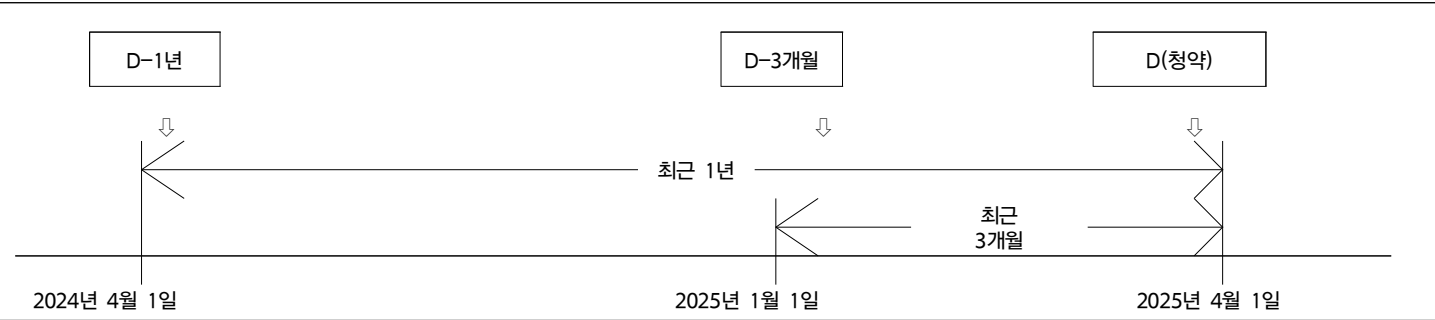 D-1년
D-3개월
D(청약)
최근 1년
최근
3개월
2024년 4월 1일
2025년 1월 1일
2025년 4월 1일